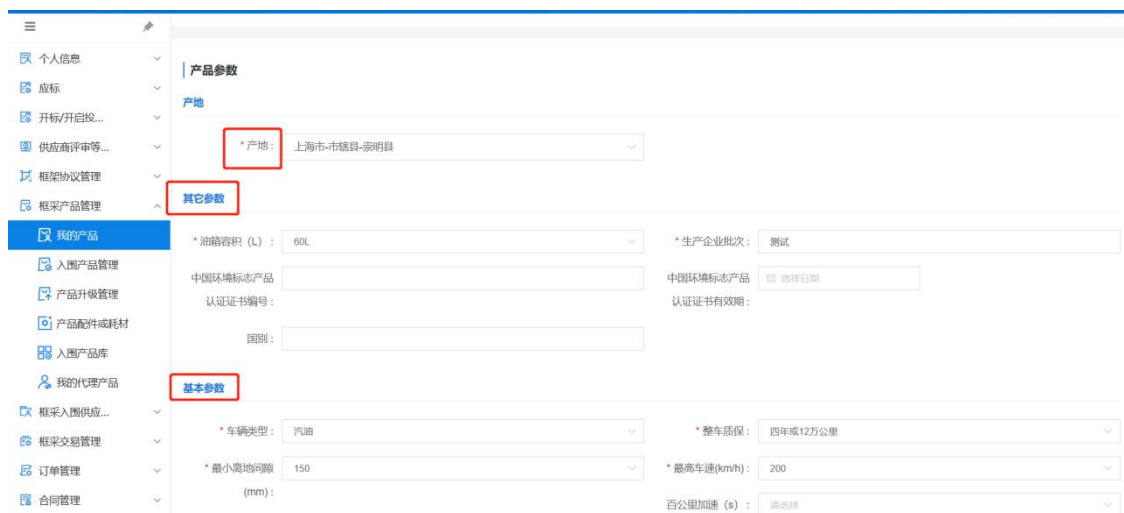 个人信息
应标
开标/开启投...
供应商评审等...
框架协议管理
框采产品管理
我的产品
入围产品管理
产品升级管理
产品配件或耗材
入围产品库
我的代理产品
框采入围供应...
框采交易管理
订单管理
合同管理
产品参数
产地
* 产地： 上海市-市辖县-崇明县
其它参数
* 油箱容积（L）： 60L
* 生产企业批次： 测试
中国环境标志产品
认证证书编号：
中国环境标志产品 选择日期
认证证书有效期：
国别：
基本参数
* 车辆类型： 汽油
* 整车质保： 四年或12万公里
* 最小离地间隙 150
(mm)：
* 最高车速(km/h)： 200
百公里加速（s）： 请选择